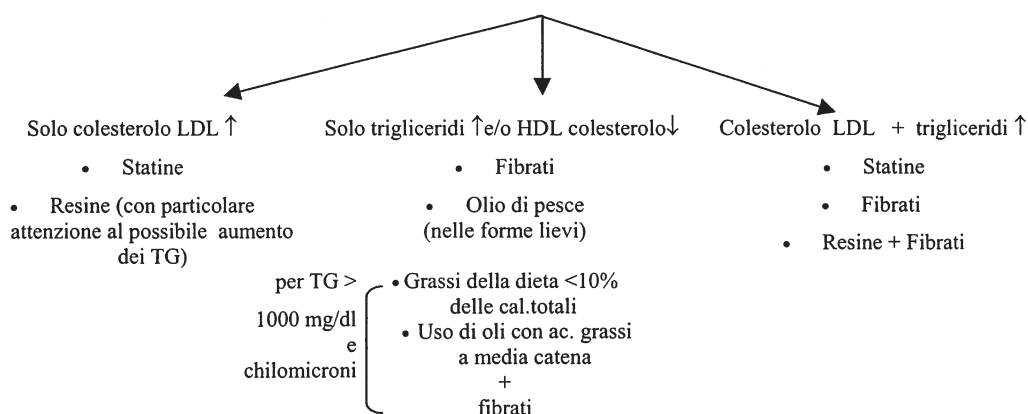 Solo colesterolo LDL ↑
• Statine
• Resine (con particolare
attenzione al possibile aumento
dei TG)
Solo trigliceridi ↑e/o HDL colesterolo↓
• Fibrati
• Olio di pesce
(nelle forme lievi)
per TG >
1000 mg/dl
e
chilomicroni
• Grassi della dieta <10%
delle cal.totali
• Uso di oli con ac. grassi
a media catena
+
fibrati
Colesterolo LDL + trigliceridi ↑
• Statine
• Fibrati
• Resine + Fibrati